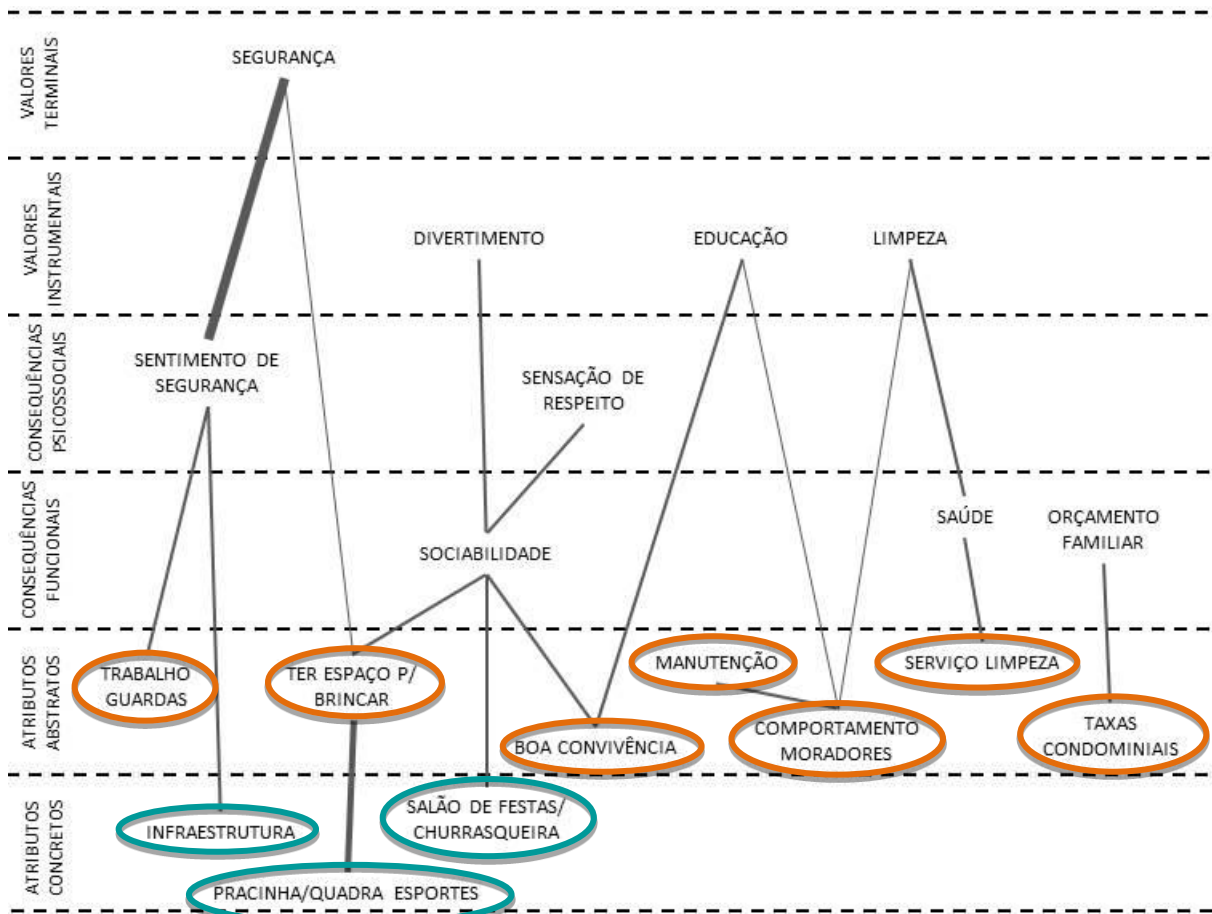 VALORES
TERMINAIS
SEGURANÇA
VALORES
INSTRUMENTAIS
DIVERTIMENTO
EDUCAÇÃO
LIMPEZA
CONSEQUÊNCIAS
PSICOSSOCIAIS
SENTIMENTO DE
SEGURANÇA
SENSAÇÃO DE
RESPEITO
CONSEQUÊNCIAS
FUNCIONAIS
SOCIABILIDADE
SAÚDE
ORÇAMENTO
FAMILIAR
ATRIBUTOS
ABSTRATOS
TRABALHO
GUARDAS
TER ESPAÇO P/
BRINCAR
BOA CONVIVÊNCIA
MANUTENÇÃO
COMPORTAMENTO
MORADORES
SERVIÇO LIMPEZA
TAXAS
CONDOMINIAIS
ATRIBUTOS
CONCRETOS
INFRAESTRUTURA
SALÃO DE FESTAS/
CHURRASQUEIRA
PRACINHA/QUADRA ESPORTES